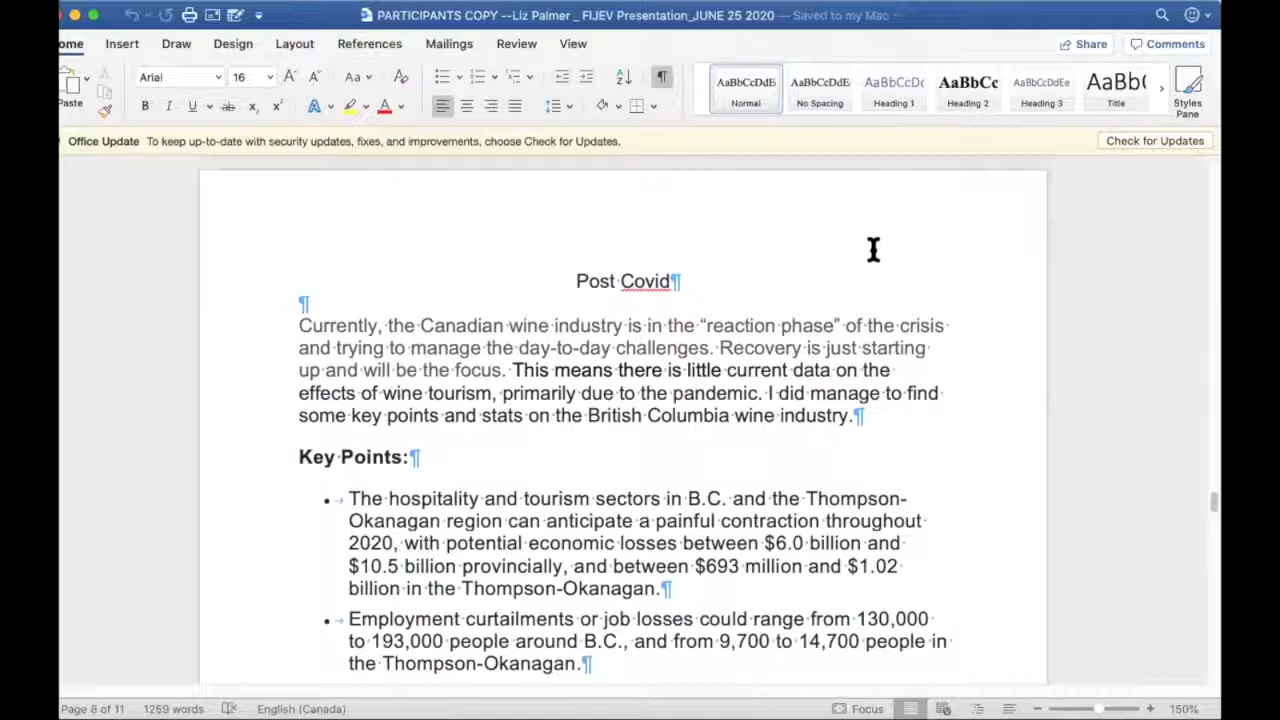 PARTICIPANTS COPY --Liz Palmer _ FIJEV Presentation_JUNE 25 2020 — Saved to my Mac
ome Insert Draw Design Layout References Mailings Review View Share Comments
Paste Arial 16 AaBbCcDdE Normal AaBbCcDdE No Spacing AaBbCcDc Heading 1 AaBbCc Heading 2 AaBbCcDdEe Heading 3 AaBb( Title Styles Pane
Office Update To keep up-to-date with security updates, fixes, and improvements, choose Check for Updates. Check for Updates
Post Covid¶
¶
Currently, the Canadian wine industry is in the “reaction phase” of the crisis
and trying to manage the day-to-day challenges. Recovery is just starting
up and will be the focus. This means there is little current data on the
effects of wine tourism, primarily due to the pandemic. I did manage to find
some key points and stats on the British Columbia wine industry.¶
Key Points:¶
• The hospitality and tourism sectors in B.C. and the Thompson-
Okanagan region can anticipate a painful contraction throughout
2020, with potential economic losses between $6.0 billion and
$10.5 billion provincially, and between $693 million and $1.02
billion in the Thompson-Okanagan.¶
• Employment curtailments or job losses could range from 130,000
to 193,000 people around B.C., and from 9,700 to 14,700 people in
the Thompson-Okanagan.¶
Page 8 of 11 1259 words English (Canada) Focus 150%